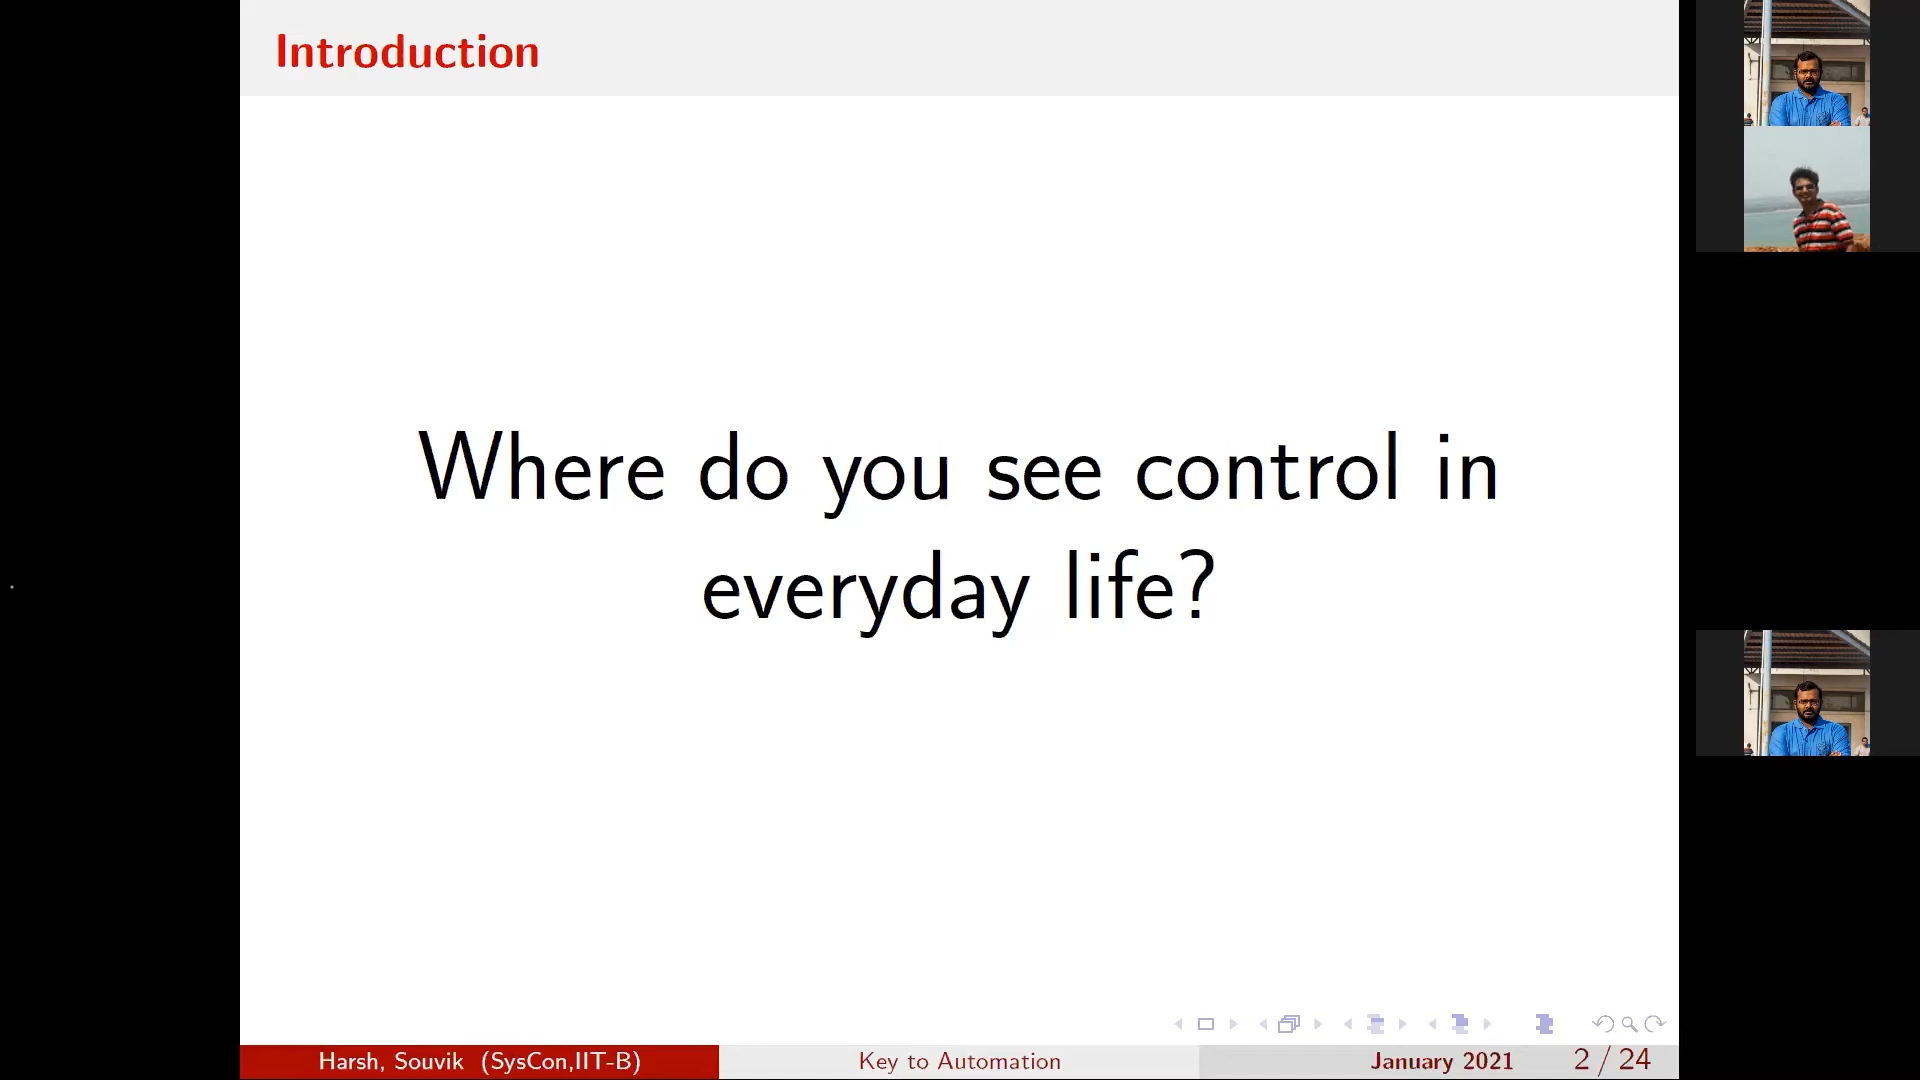 Introduction
Where do you see control in
everyday life?
Harsh, Souvik (SysCon,IIT-B)
Key to Automation
January 2021
2 / 24